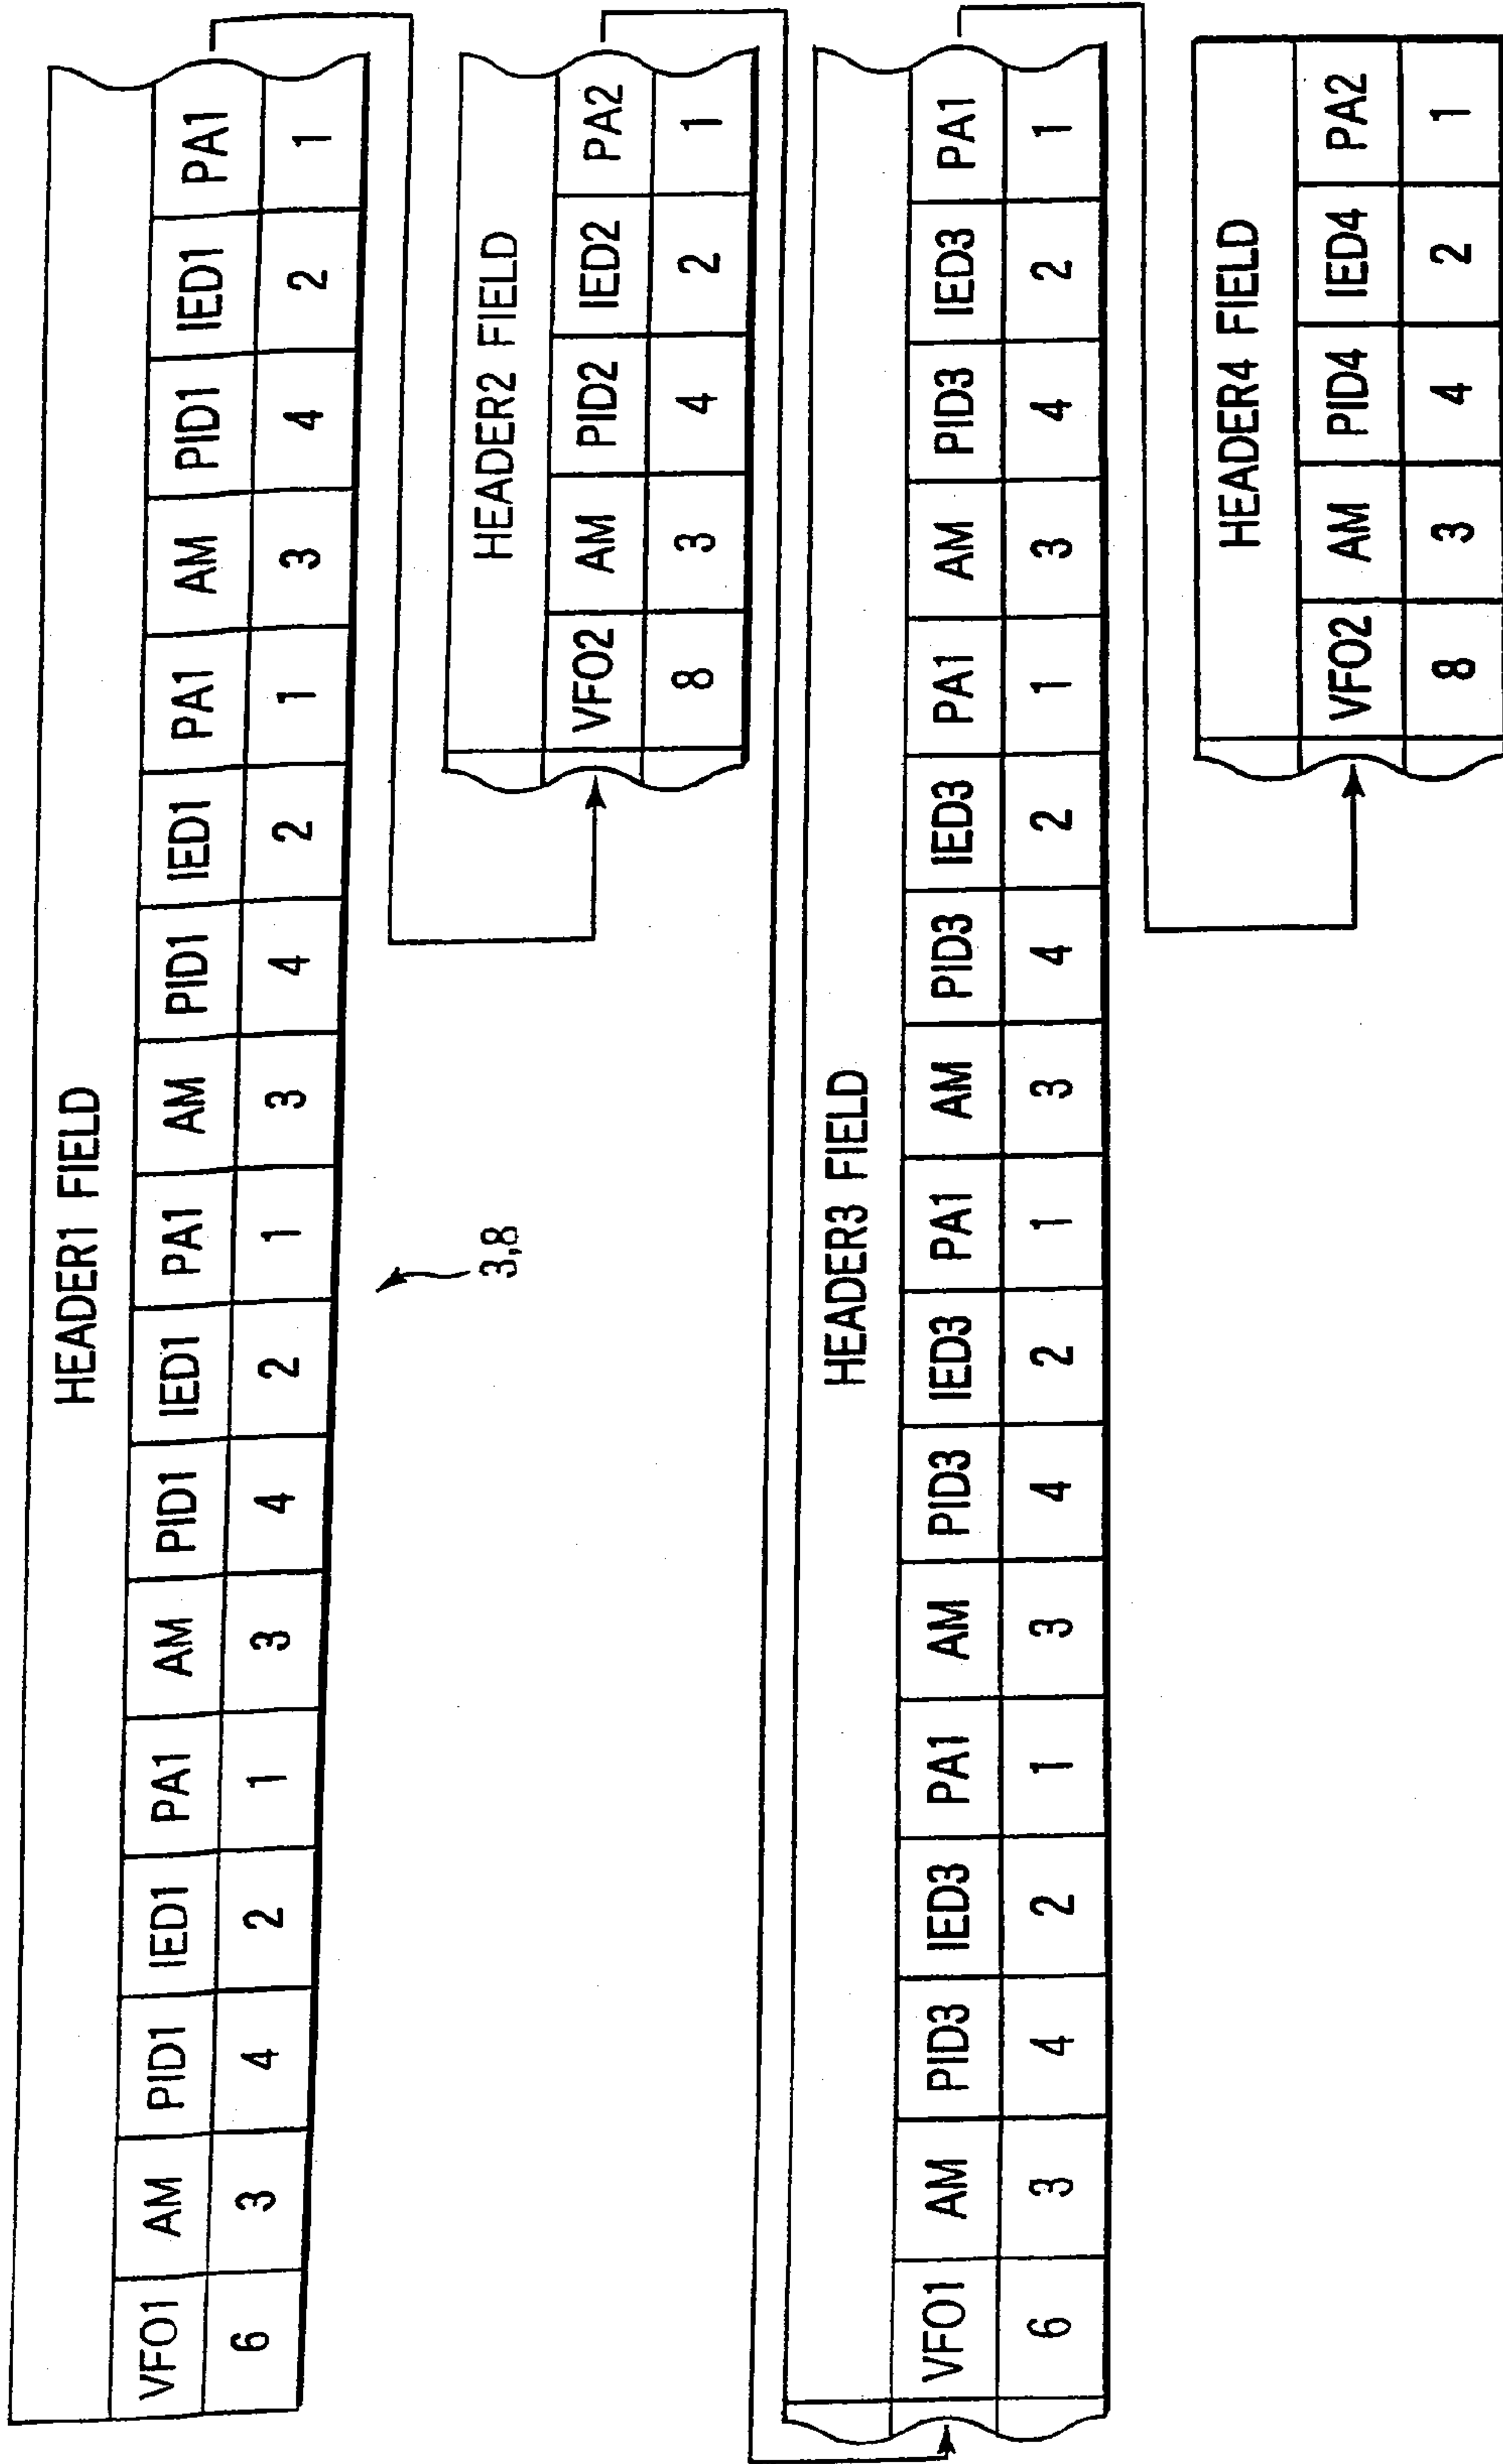 HEADER1 FIELD
VFO1 AM PID1 IED1 PA1 AM PID1 IED1 PA1 AM PID1 IED1 PA1 AM PID1 IED1 PA1
6 3 4 2 1 3 4 2 1 3 4 2 1 3 4 2 1
3,8
HEADER2 FIELD
VFO2 AM PID2 IED2 PA2
8 3 4 2 1
HEADER3 FIELD
VFO1 AM PID3 IED3 PA1 AM PID3 IED3 PA1 AM PID3 IED3 PA1 AM PID3 IED3 PA1
6 3 4 2 1 3 4 2 1 3 4 2 1 3 4 2 1
HEADER4 FIELD
VFO2 AM PID4 IED4 PA2
8 3 4 2 1